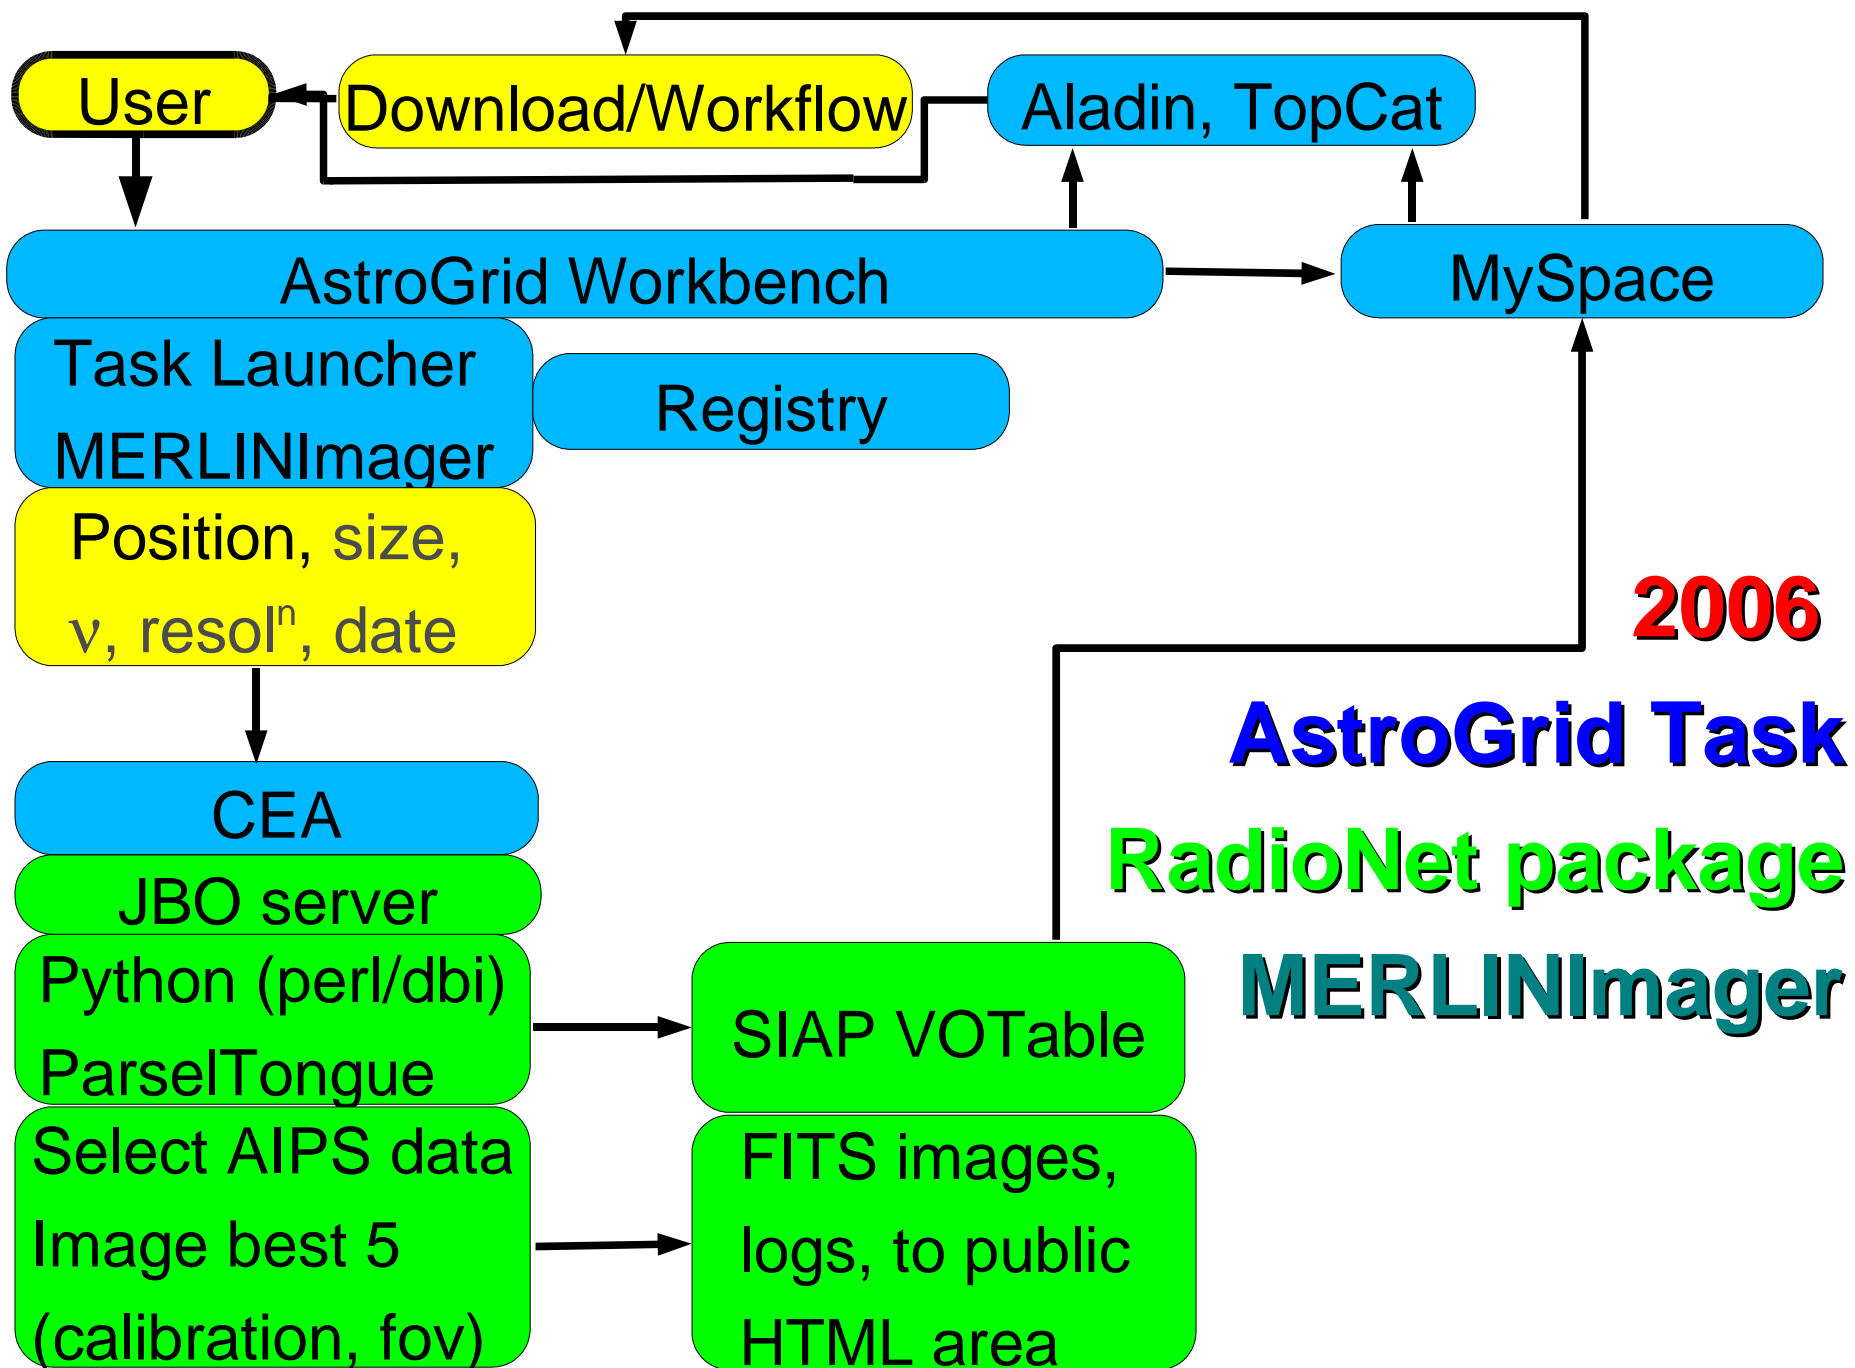 User
Download/Workflow
Aladin, TopCat
AstroGrid Workbench
MySpace
Task Launcher
MERLINImager
Registry
Position, size,
ν, resolⁿ, date
2006
AstroGrid Task
RadioNet package
MERLINImager
CEA
JBO server
Python (perl/dbi)
ParselTongue
SIAP VOTable
Select AIPS data
Image best 5
(calibration, fov)
FITS images,
logs, to public
HTML area